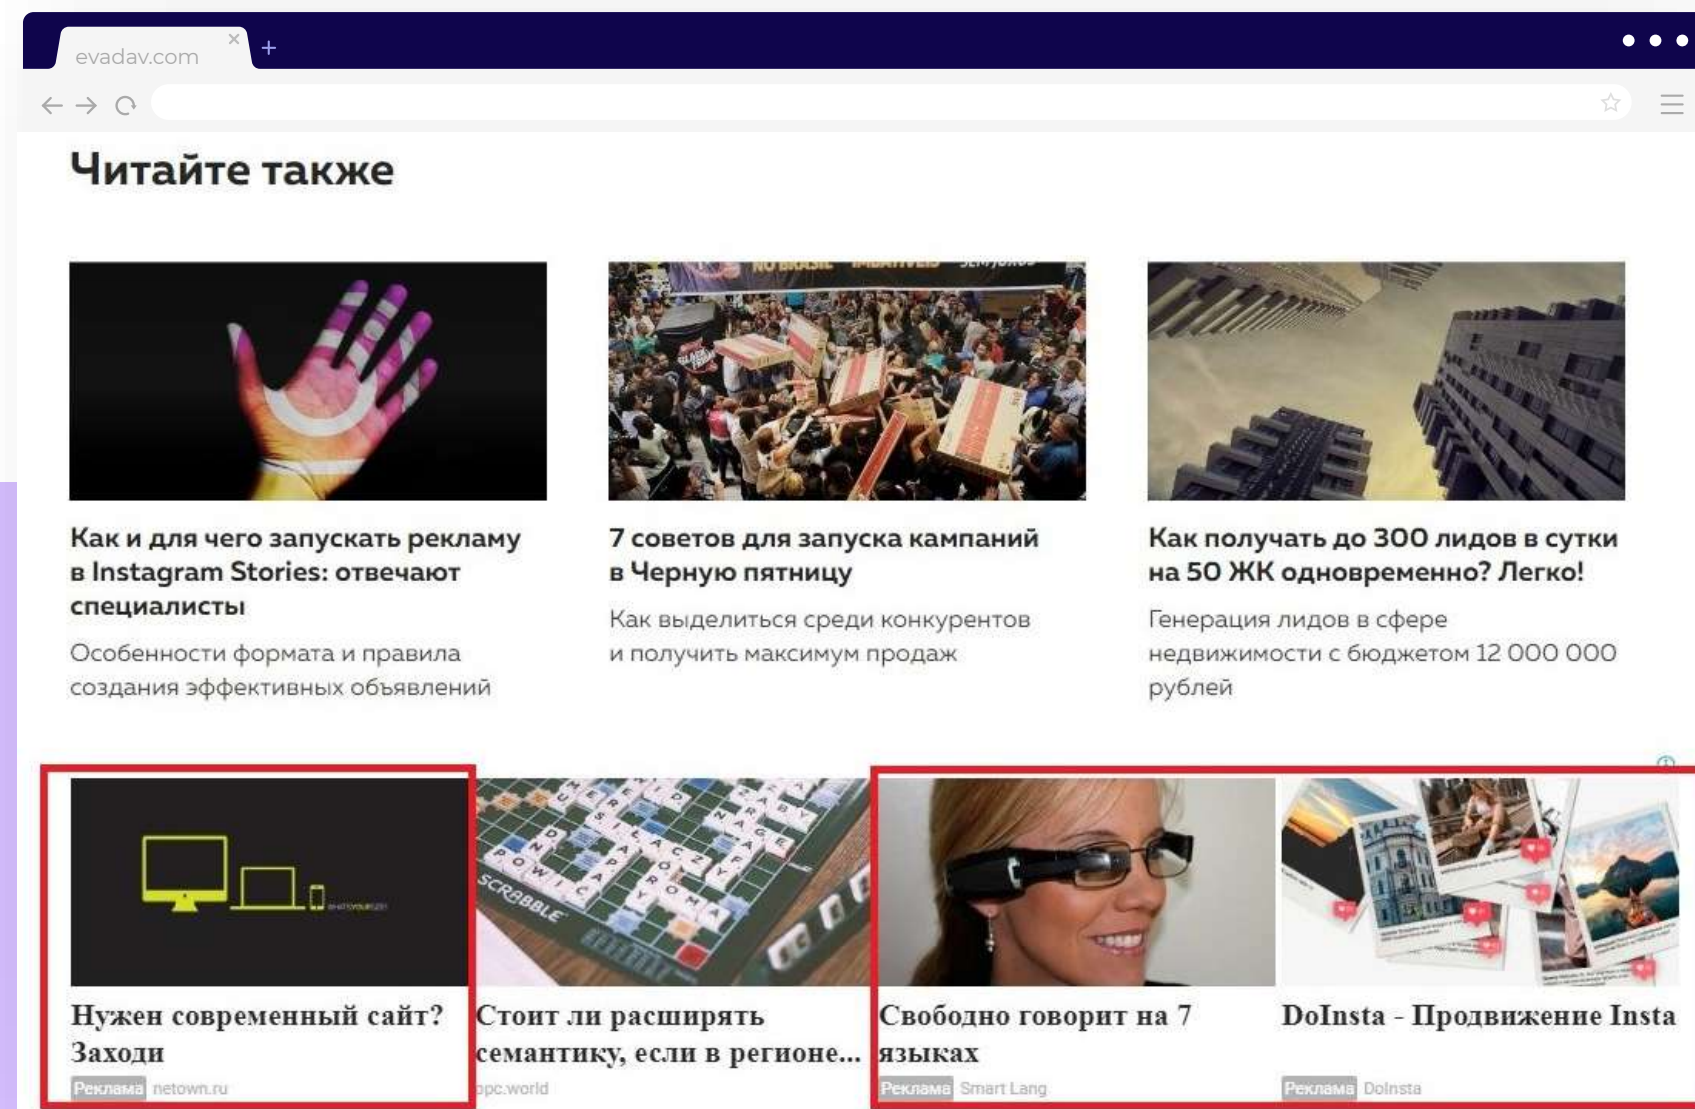 evadav.com
Читайте также
NO BRASIL
BLACK
Как и для чего запускать рекламу
в Instagram Stories: отвечают
специалисты
Особенности формата и правила
создания эффективных объявлений
7 советов для запуска кампаний
в Черную пятницу
Как выделиться среди конкурентов
и получить максимум продаж
Как получать до 300 лидов в сутки
на 50 ЖК одновременно? Легко!
Генерация лидов в сфере
недвижимости с бюджетом 12 000 000
рублей
SCRABBLE
Нужен современный сайт?
Заходи
Реклама netown.ru
Стоит ли расширять
семантику, если в регионе...
ppc.world
Свободно говорит на 7
языках
Реклама Smart Lang
DoInsta - Продвижение Insta
Реклама DoInsta